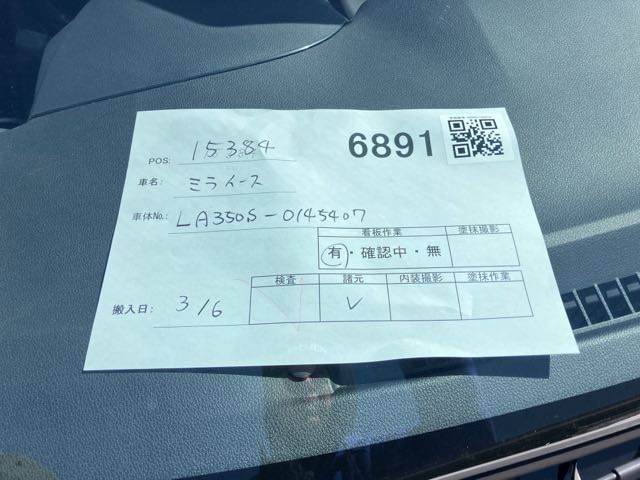 POS: 15384 6891
車名: ミライース
車体No.: LA350S-0145407
看板作業 塗抹撮影
有・確認中・無
検査 諸元 内装撮影 塗抹作業
搬入日: 3/6 ✓